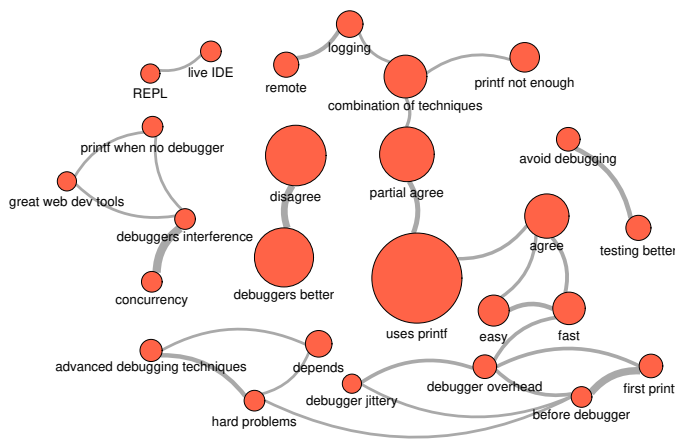 logging
live IDE
REPL
remote
printf not enough
combination of techniques
printf when no debugger
avoid debugging
disagree
partial agree
great web dev tools
debuggers interference
agree
testing better
concurrency
debuggers better
uses printf
easy
fast
advanced debugging techniques
depends
debugger overhead
first print
debugger jittery
before debugger
hard problems